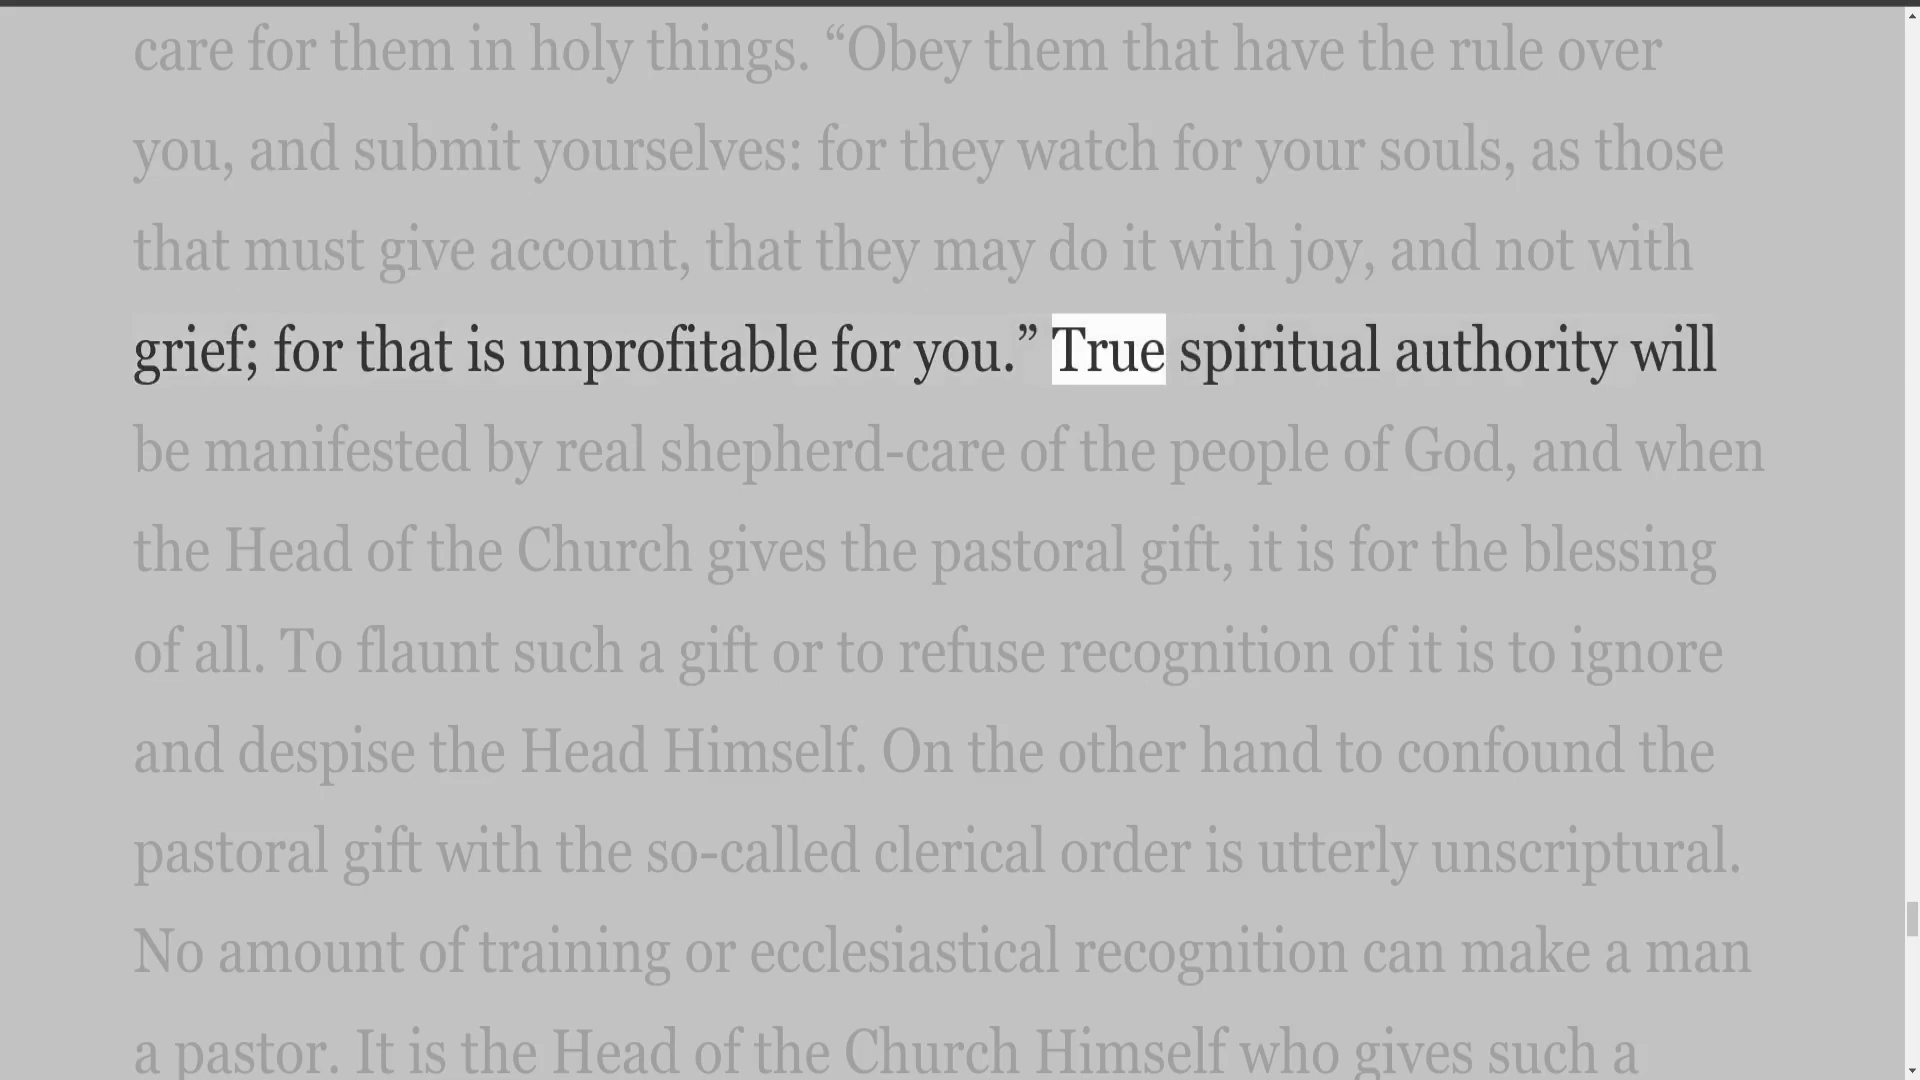 care for them in holy things. “Obey them that have the rule over
you, and submit yourselves: for they watch for your souls, as those
that must give account, that they may do it with joy, and not with
grief; for that is unprofitable for you.” True spiritual authority will
be manifested by real shepherd-care of the people of God, and when
the Head of the Church gives the pastoral gift, it is for the blessing
of all. To flaunt such a gift or to refuse recognition of it is to ignore
and despise the Head Himself. On the other hand to confound the
pastoral gift with the so-called clerical order is utterly unscriptural.
No amount of training or ecclesiastical recognition can make a man
a pastor. It is the Head of the Church Himself who gives such a